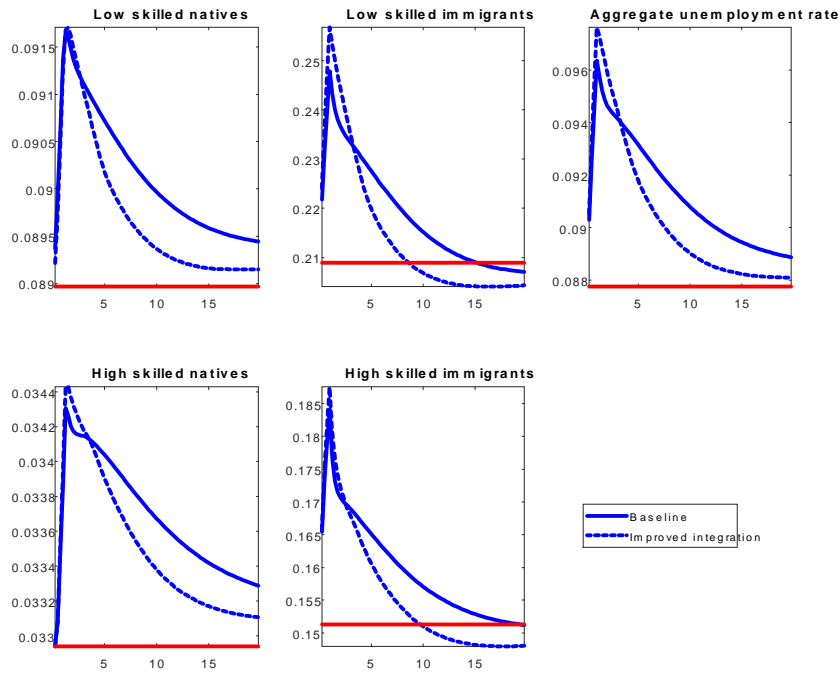 Low skilled natives
0.0915
0.091
0.0905
0.09
0.0895
0.089
5 10 15
Low skilled immigrants
0.25
0.24
0.23
0.22
0.21
5 10 15
Aggregate unemployment rate
0.096
0.094
0.092
0.09
0.088
5 10 15
High skilled natives
0.0344
0.0342
0.034
0.0338
0.0336
0.0334
0.0332
0.033
5 10 15
High skilled immigrants
0.185
0.18
0.175
0.17
0.165
0.16
0.155
0.15
5 10 15
Baseline
Improved integration